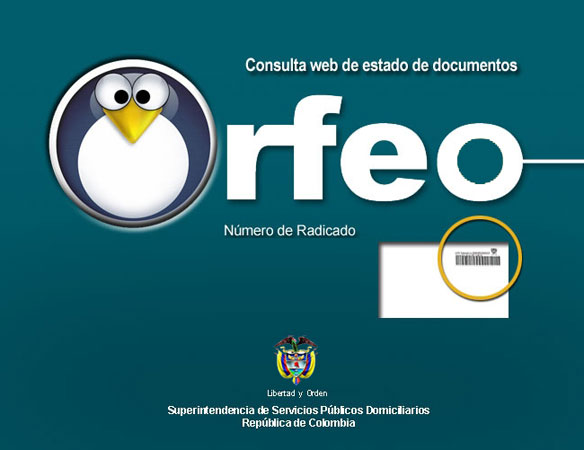 Consulta web de estado de documentos
Orfeo
Número de Radicado
Libertad y Orden
Superintendencia de Servicios Públicos Domiciliarios
República de Colombia